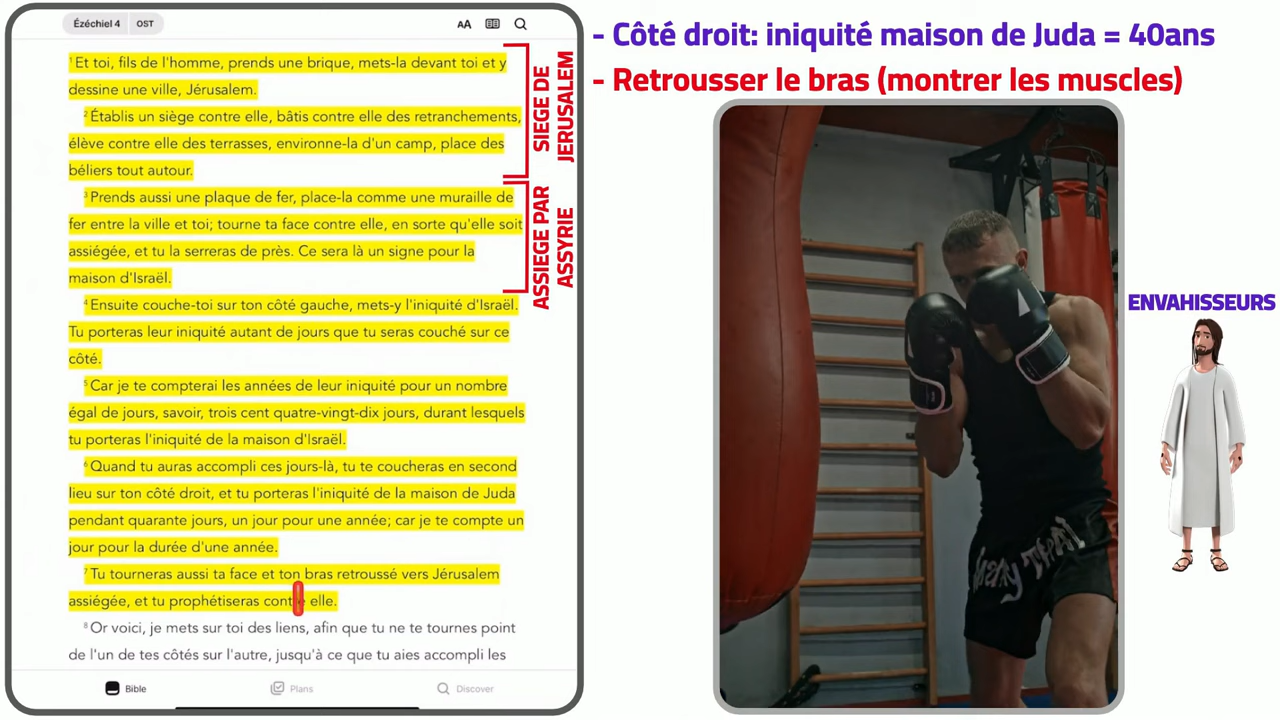 Ézéchiel 4 OST
AA
1 Et toi, fils de l'homme, prends une brique, mets-la devant toi et y
dessine une ville, Jérusalem.
2 Établis un siège contre elle, bâtis contre elle des retranchements,
élève contre elle des terrasses, environne-la d'un camp, place des
béliers tout autour.
3 Prends aussi une plaque de fer, place-la comme une muraille de
fer entre la ville et toi; tourne ta face contre elle, en sorte qu'elle soit
assiégée, et tu la serreras de près. Ce sera là un signe pour la
maison d'Israël.
4 Ensuite couche-toi sur ton côté gauche, mets-y l'iniquité d'Israël.
Tu porteras leur iniquité autant de jours que tu seras couché sur ce
côté.
5 Car je te compterai les années de leur iniquité pour un nombre
égal de jours, savoir, trois cent quatre-vingt-dix jours, durant lesquels
tu porteras l'iniquité de la maison d'Israël.
6 Quand tu auras accompli ces jours-là, tu te coucheras en second
lieu sur ton côté droit, et tu porteras l'iniquité de la maison de Juda
pendant quarante jours, un jour pour une année; car je te compte un
jour pour la durée d'une année.
7 Tu tourneras aussi ta face et ton bras retroussé vers Jérusalem
assiégée, et tu prophétiseras contre elle.
8 Or voici, je mets sur toi des liens, afin que tu ne te tournes point
de l'un de tes côtés sur l'autre, jusqu'à ce que tu aies accompli les
Bible Plans Discover
SIEGE DE
JERUSALEM
ASSIEGE PAR
ASSYRIE
- Côté droit: iniquité maison de Juda = 40ans
- Retrousser le bras (montrer les muscles)
ENVAHISSEURS